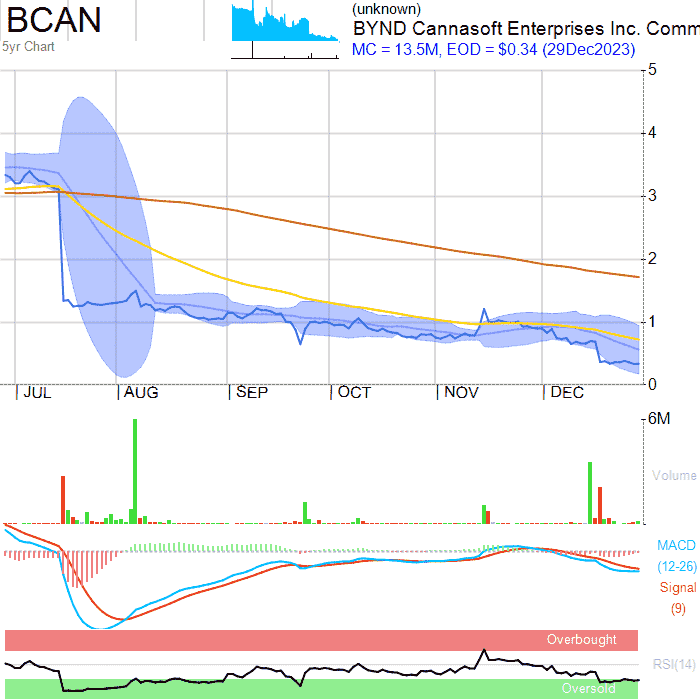 BCAN
5yr Chart
(unknown)
BYND Cannasoft Enterprises Inc. Comm
MC = 13.5M, EOD = $0.34 (29Dec2023)
5
4
3
2
1
0
JUL
AUG
SEP
OCT
NOV
DEC
6M
Volume
MACD
(12-26)
Signal
(9)
Overbought
RSI(14)
Oversold